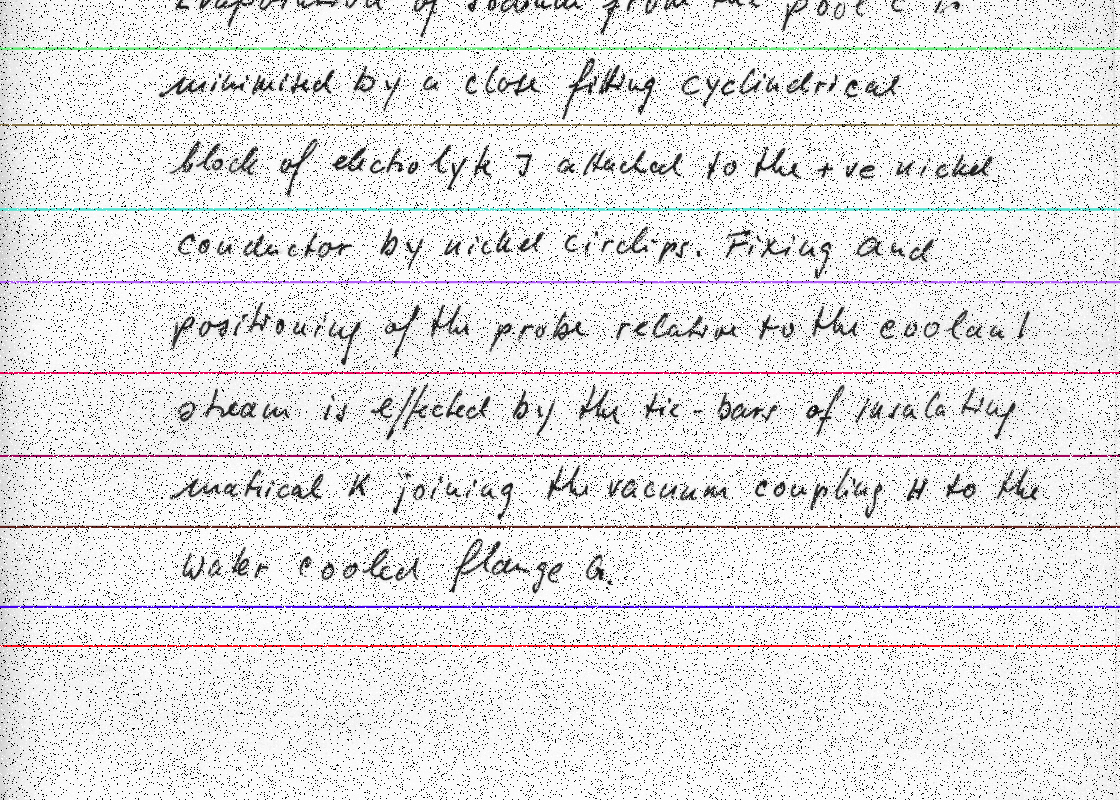 Evaporation of sodium from the pool C is
minimised by a close fitting cyclindrical
block of electrolyte J attached to the +ve nickel
conductor by nickel circlips. Fixing and
positioning of the probe relative to the coolant
stream is effected by the tie-bars of insulating
material K joining the vacuum coupling H to the
water cooled flange G.